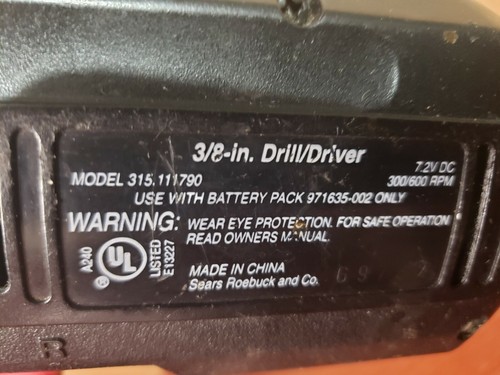 3/8-in. Drill/Driver
7.2V DC
MODEL 315.111790
300/600 RPM
USE WITH BATTERY PACK 971635-002 ONLY
WARNING: WEAR EYE PROTECTION. FOR SAFE OPERATION
READ OWNERS MANUAL.
A240
UL
®
LISTED
E13227
MADE IN CHINA
Sears Roebuck and Co.
R